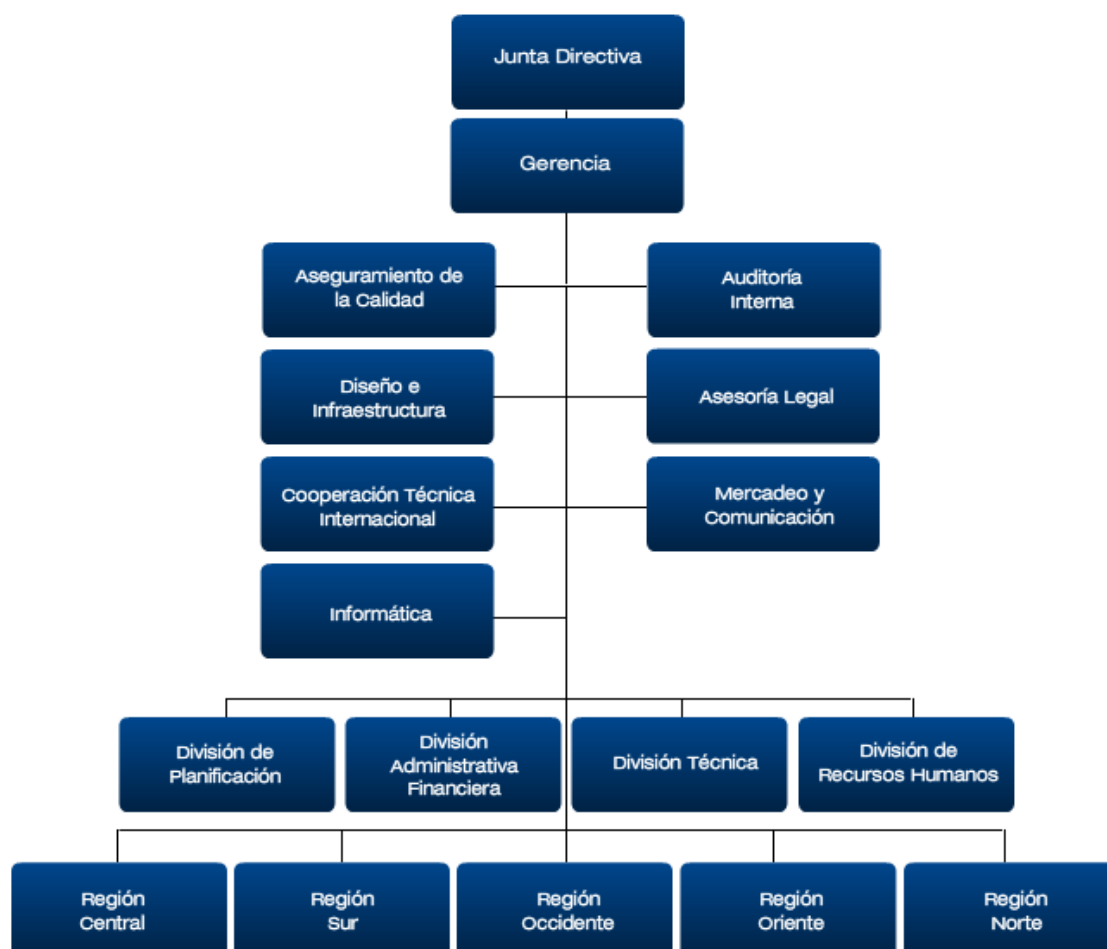 Junta Directiva
Gerencia
Aseguramiento de
la Calidad
Auditoría
Interna
Diseño e
Infraestructura
Asesoría Legal
Cooperación Técnica
Internacional
Mercadeo y
Comunicación
Informática
División de
Planificación
División
Administrativa
Financiera
División Técnica
División de
Recursos Humanos
Región
Central
Región
Sur
Región
Occidente
Región
Oriente
Región
Norte